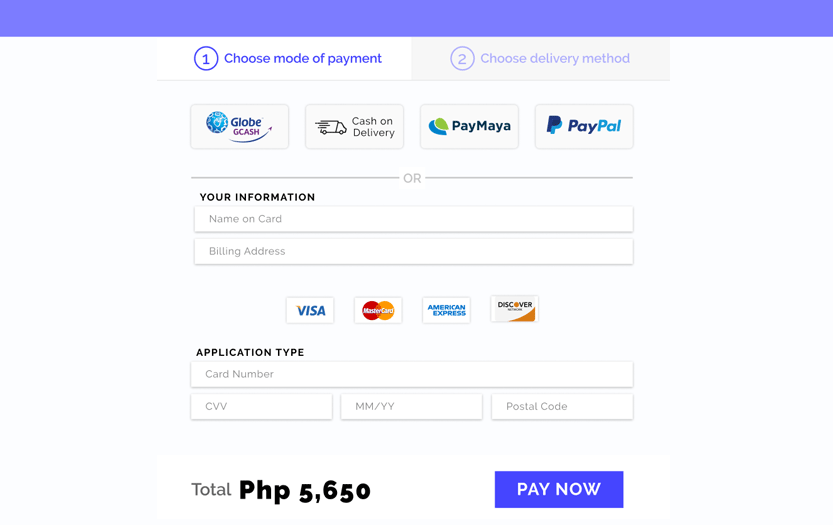 1 Choose mode of payment
2 Choose delivery method
Globe
GCASH
Cash on
Delivery
PayMaya
PayPal
OR
YOUR INFORMATION
Name on Card
Billing Address
VISA
MasterCard
AMERICAN
EXPRESS
DISCOVER
NETWORK
APPLICATION TYPE
Card Number
CVV
MM/YY
Postal Code
Total Php 5,650
PAY NOW